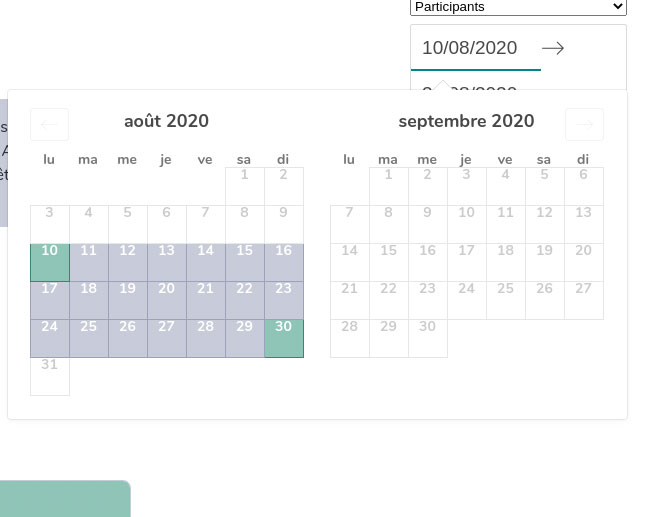 Participants
10/08/2020 →
s
A
êt
août 2020
lu ma me je ve sa di
1 2
3 4 5 6 7 8 9
10 11 12 13 14 15 16
17 18 19 20 21 22 23
24 25 26 27 28 29 30
31
septembre 2020
lu ma me je ve sa di
1 2 3 4 5 6
7 8 9 10 11 12 13
14 15 16 17 18 19 20
21 22 23 24 25 26 27
28 29 30